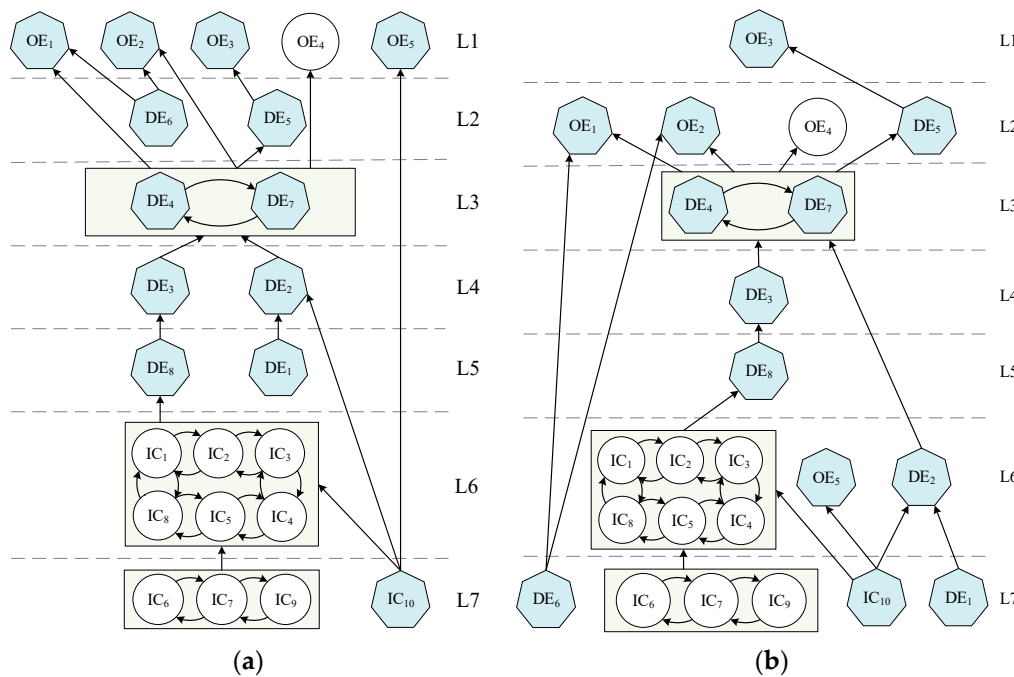 OE1 OE2 OE3 OE4 OE5 L1
DE6 DE5 L2
DE4 DE7 L3
DE3 DE2 L4
DE8 DE1 L5
IC1 IC2 IC3
L6
IC8 IC5 IC4
IC6 IC7 IC9 IC10 L7
(a)
OE3 L1
OE1 OE2 OE4 DE5 L2
DE4 DE7 L3
DE3 L4
DE8 L5
IC1 IC2 IC3
OE5 DE2 L6
IC8 IC5 IC4
DE6 IC6 IC7 IC9 IC10 DE1 L7
(b)